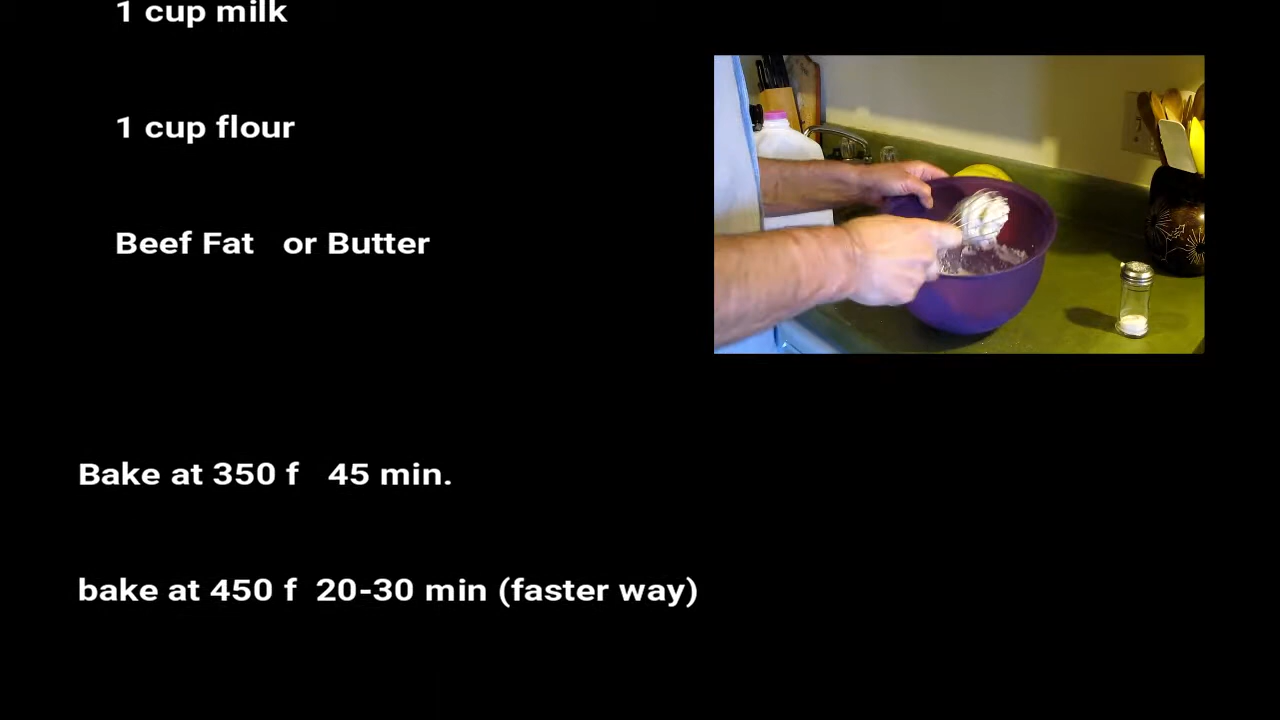 1 cup milk
1 cup flour
Beef Fat or Butter
Bake at 350 f 45 min.
bake at 450 f 20-30 min (faster way)